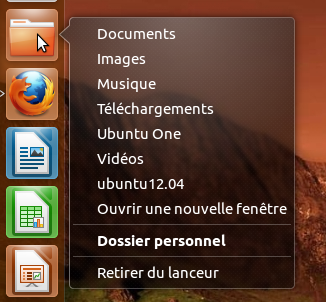 Documents
Images
Musique
Téléchargements
Ubuntu One
Vidéos
ubuntu12.04
Ouvrir une nouvelle fenêtre
Dossier personnel
Retirer du lanceur